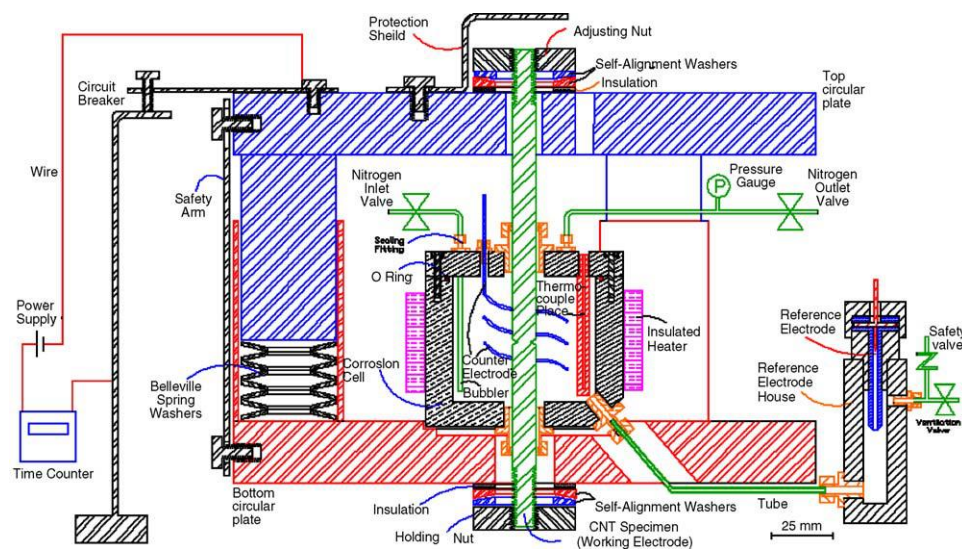 Protection
Sheild
Adjusting Nut
Self-Alignment Washers
Insulation
Top
circular
plate
Circuit
Breaker
Wire
Safety
Arm
Nitrogen
Inlet
Valve
Pressure
Gauge
Nitrogen
Outlet
Valve
P
Sealing
Fitting
O Ring
Thermo-
couple
Place
Insulated
Heater
Reference
Electrode
Safety
valve
Power
Supply
Counter
Electrode
Corrosion
Cell
Bubbler
Belleville
Spring
Washers
Reference
Electrode
House
Ventilation
Valve
Time Counter
Bottom
circular
plate
Insulation
Holding Nut
Self-Alignment Washers
CNT Specimen
(Working Electrode)
Tube
25 mm